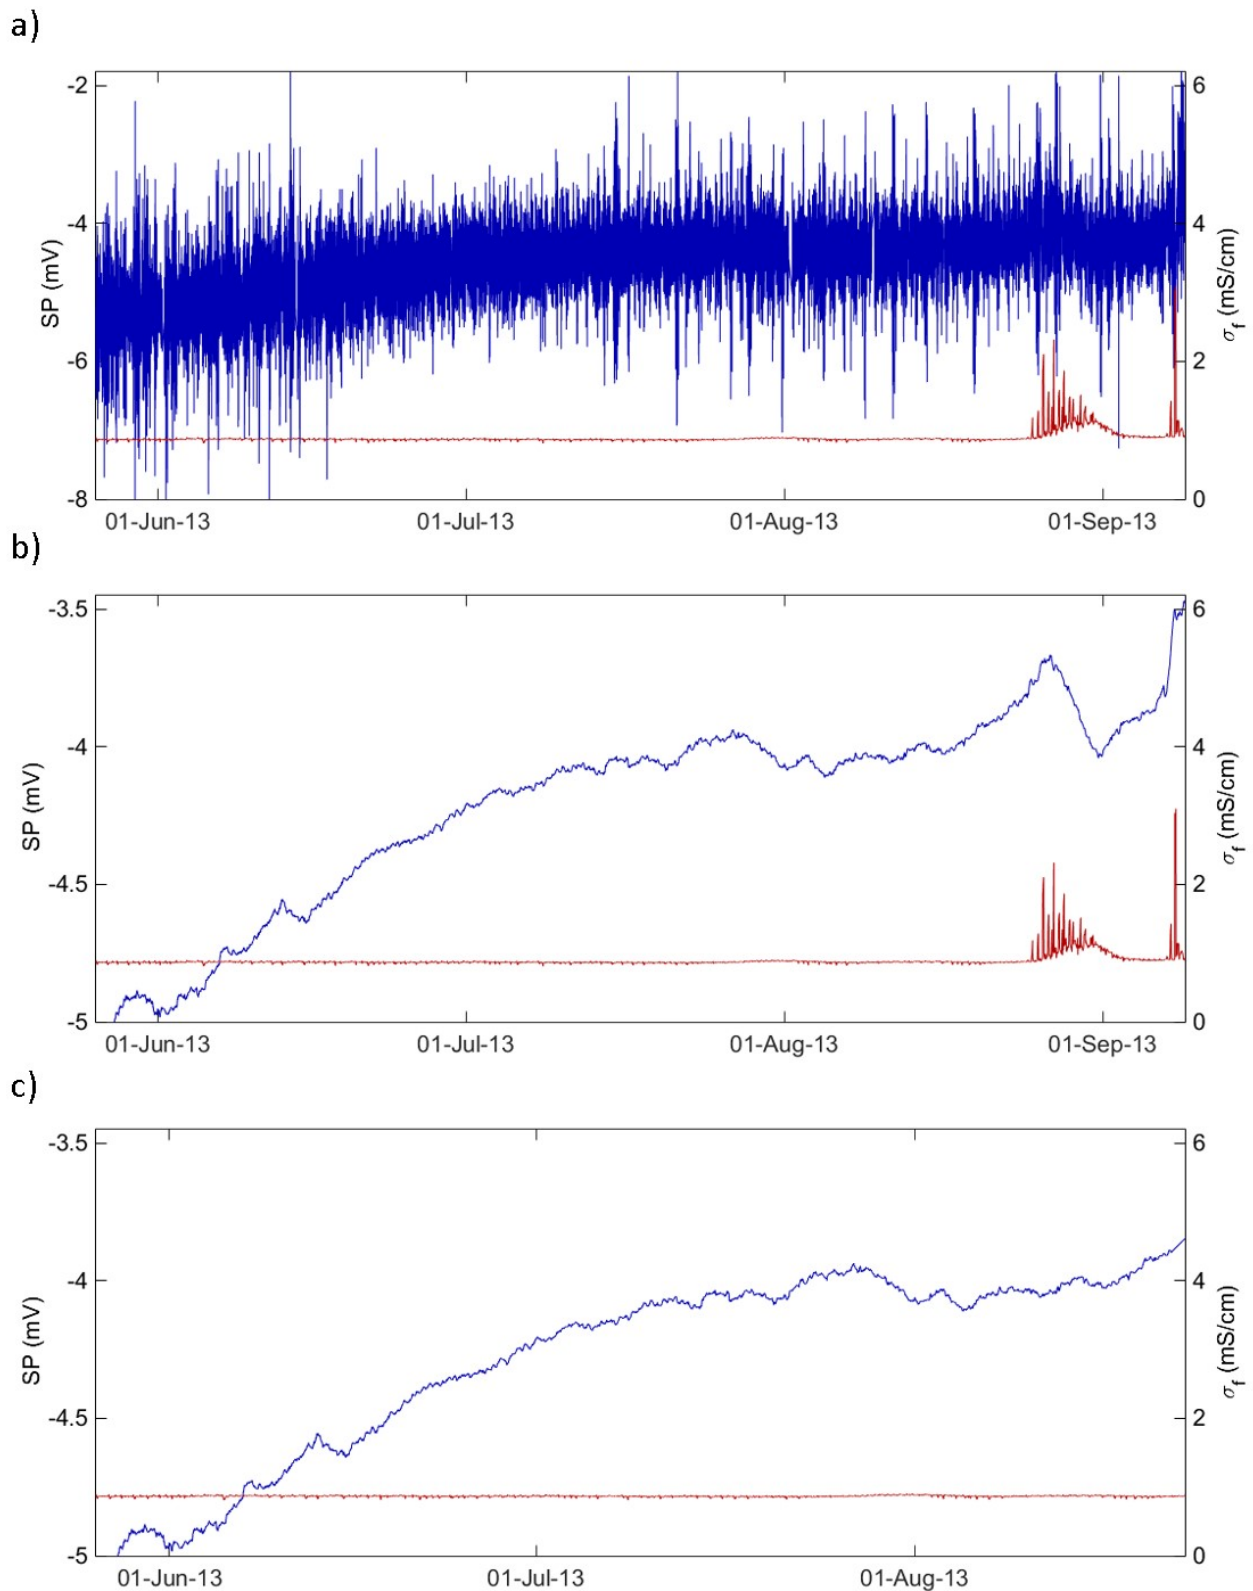 a)
-2
-4
-6
-8
SP (mV)
6
4
2
0
σf (mS/cm)
01-Jun-13 01-Jul-13 01-Aug-13 01-Sep-13
b)
-3.5
-4
-4.5
-5
SP (mV)
6
4
2
0
σf (mS/cm)
01-Jun-13 01-Jul-13 01-Aug-13 01-Sep-13
c)
-3.5
-4
-4.5
-5
SP (mV)
6
4
2
0
σf (mS/cm)
01-Jun-13 01-Jul-13 01-Aug-13